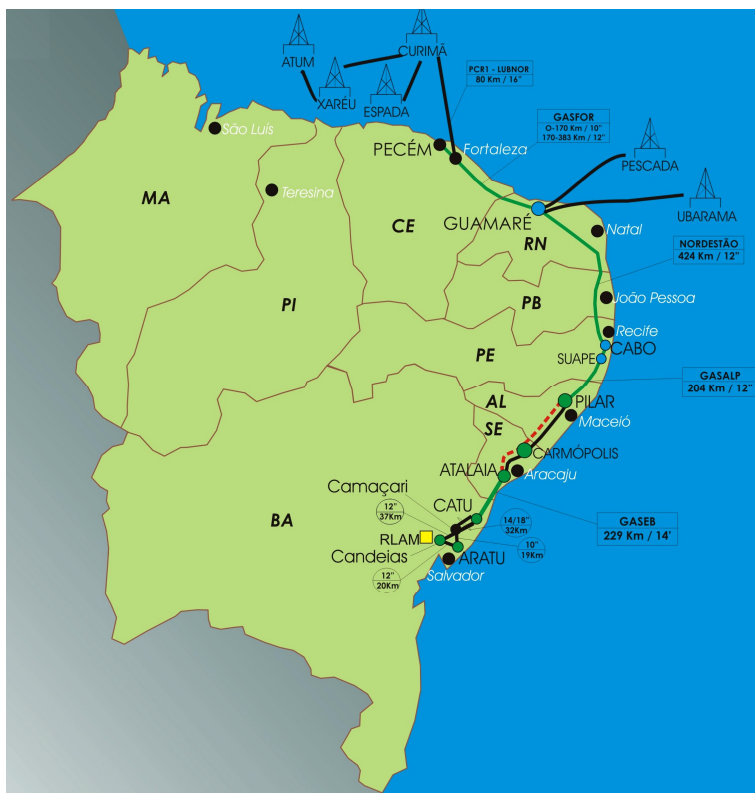 ATUM
CURIMÃ
XARÉU
ESPADA
PCR1 - LUBNOR
80 Km / 16"
GASFOR
O-170 Km / 10"
170-383 Km / 12"
São Luís
PECÉM
Fortaleza
PESCADA
UBARAMA
Teresina
MA
CE
GUAMARÉ
RN
Natal
NORDESTÃO
424 Km / 12"
PI
PB
João Pessoa
Recife
CABO
PE
SUAPE
GASALP
204 Km / 12"
AL
PILAR
SE
Maceió
CARMÓPOLIS
ATALAIA
Aracaju
Camaçari
CATU
BA
12"
37Km
14/18"
32Km
GASEB
229 Km / 14'
RLAM
10"
19Km
Candeias
ARATU
12"
20Km
Salvador